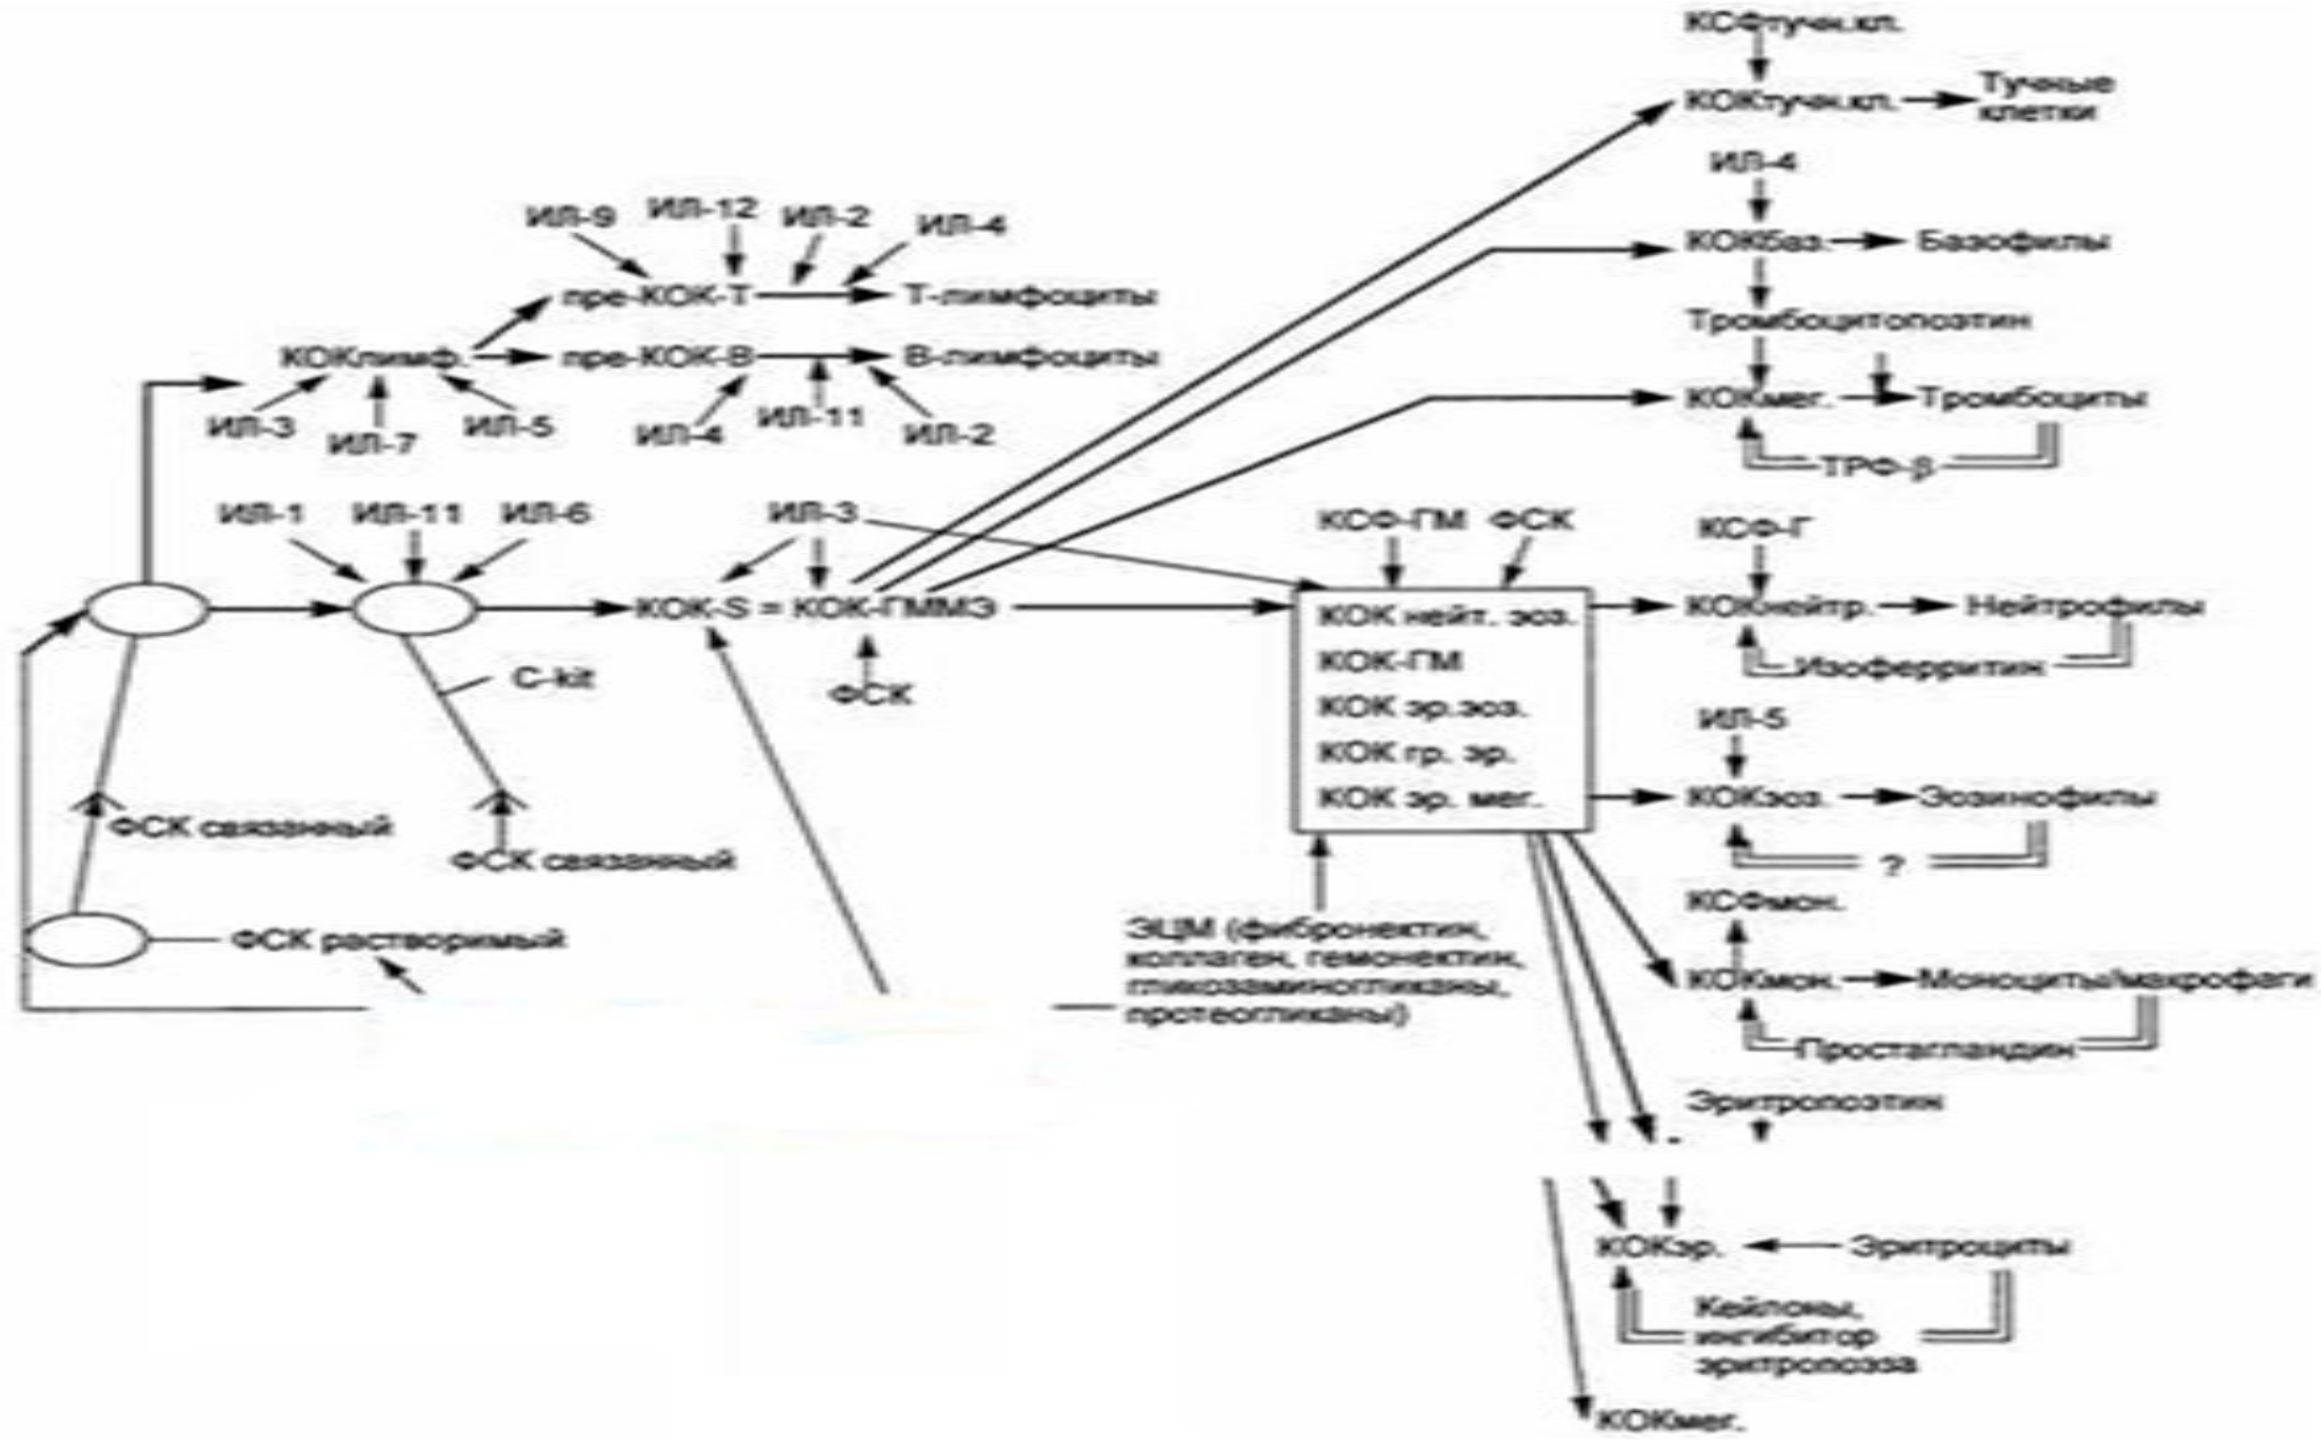 КСФтучн.кл.
КОКтучн.кл.
Тучные
клетки
ИЛ-4
КОКбаз.
Базофилы
Тромбоцитопоэтин
КОКмег.
Тромбоциты
ТРФ-β
ИЛ-9
ИЛ-12
ИЛ-2
ИЛ-4
пре-КОК-Т
Т-лимфоциты
КОКлимф.
пре-КОК-В
В-лимфоциты
ИЛ-3
ИЛ-7
ИЛ-5
ИЛ-4
ИЛ-11
ИЛ-2
ИЛ-1
ИЛ-11
ИЛ-6
ИЛ-3
КОК-S = КОК-ГММЭ
C-kit
ФСК
ФСК связанный
ФСК связанный
ФСК растворимый
КСФ-ГМ
ФСК
КОК нейт. эоз.
КОК-ГМ
КОК эр.эоз.
КОК гр. эр.
КОК эр. мег.
ЭЦМ (фибронектин,
коллаген, гемонектин,
гликозаминогликаны,
протеогликаны)
КСФ-Г
КОКнейтр.
Нейтрофилы
Изоферритин
ИЛ-5
КОКэоз.
Эозинофилы
?
КСФмон.
КОКмон.
Моноциты/макрофаги
Простагландин
Эритропоэтин
КОКэр.
Эритроциты
Кейлоны,
ингибитор
эритропоэза
КОКмег.